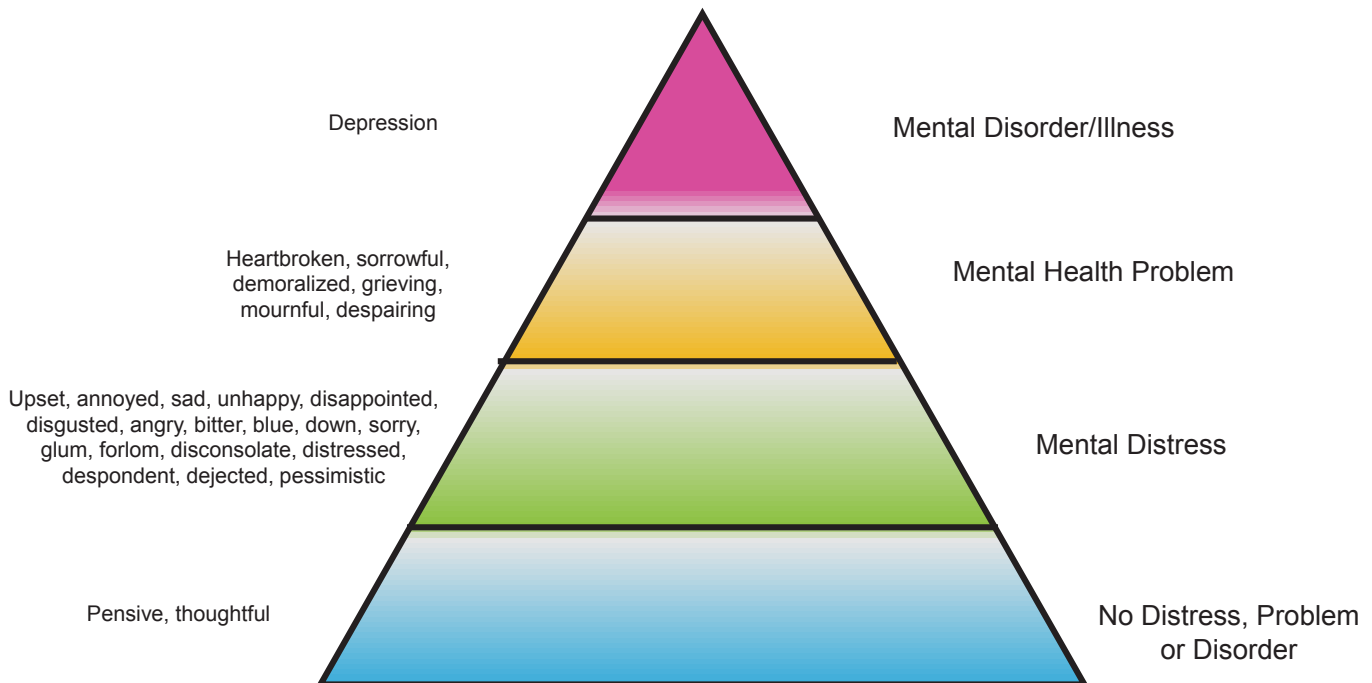 Depression
Mental Disorder/Illness
Heartbroken, sorrowful,
demoralized, grieving,
mournful, despairing
Mental Health Problem
Upset, annoyed, sad, unhappy, disappointed,
disgusted, angry, bitter, blue, down, sorry,
glum, forlom, disconsolate, distressed,
despondent, dejected, pessimistic
Mental Distress
Pensive, thoughtful
No Distress, Problem
or Disorder